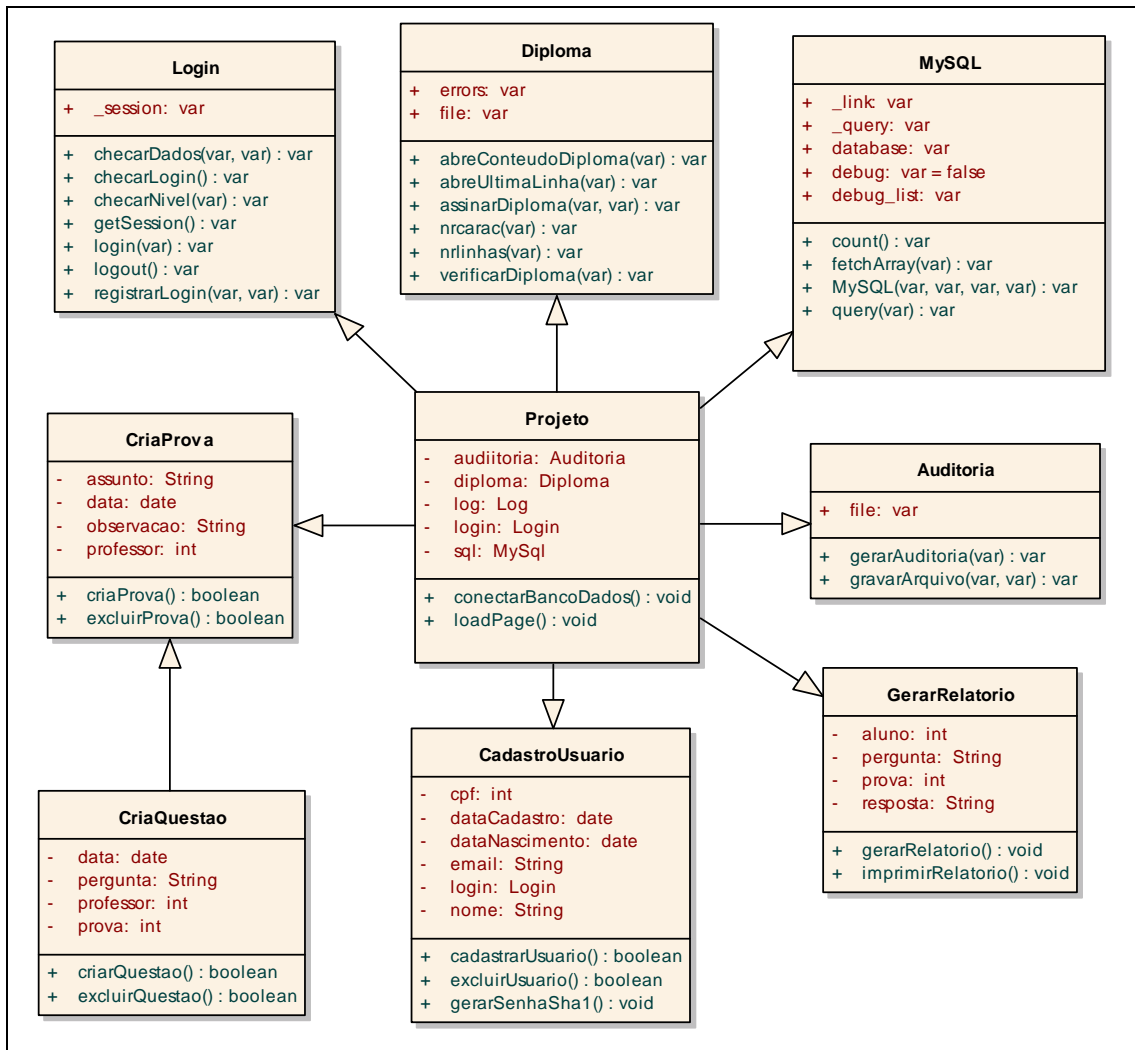 Login
+ _session: var
+ checarDados(var, var) : var
+ checarLogin() : var
+ checarNivel(var) : var
+ getSession() : var
+ login(var) : var
+ logout() : var
+ registrarLogin(var, var) : var
Diploma
+ errors: var
+ file: var
+ abreConteudoDiploma(var) : var
+ abreUltimaLinha(var) : var
+ assinarDiploma(var, var) : var
+ nrcarac(var) : var
+ nrlinhas(var) : var
+ verificarDiploma(var) : var
MySQL
+ _link: var
+ _query: var
+ database: var
+ debug: var = false
+ debug_list: var
+ count() : var
+ fetchArray(var) : var
+ MySQL(var, var, var, var) : var
+ query(var) : var
CriaProva
- assunto: String
- data: date
- observacao: String
- professor: int
+ criaProva() : boolean
+ excluirProva() : boolean
Projeto
- audiitoria: Auditoria
- diploma: Diploma
- log: Log
- login: Login
- sql: MySql
+ conectarBancoDados() : void
+ loadPage() : void
Auditoria
+ file: var
+ gerarAuditoria(var) : var
+ gravarArquivo(var, var) : var
GerarRelatorio
- aluno: int
- pergunta: String
- prova: int
- resposta: String
+ gerarRelatorio() : void
+ imprimirRelatorio() : void
CriaQuestao
- data: date
- pergunta: String
- professor: int
- prova: int
+ criarQuestao() : boolean
+ excluirQuestao() : boolean
CadastroUsuario
- cpf: int
- dataCadastro: date
- dataNascimento: date
- email: String
- login: Login
- nome: String
+ cadastrarUsuario() : boolean
+ excluirUsuario() : boolean
+ gerarSenhaSha1() : void